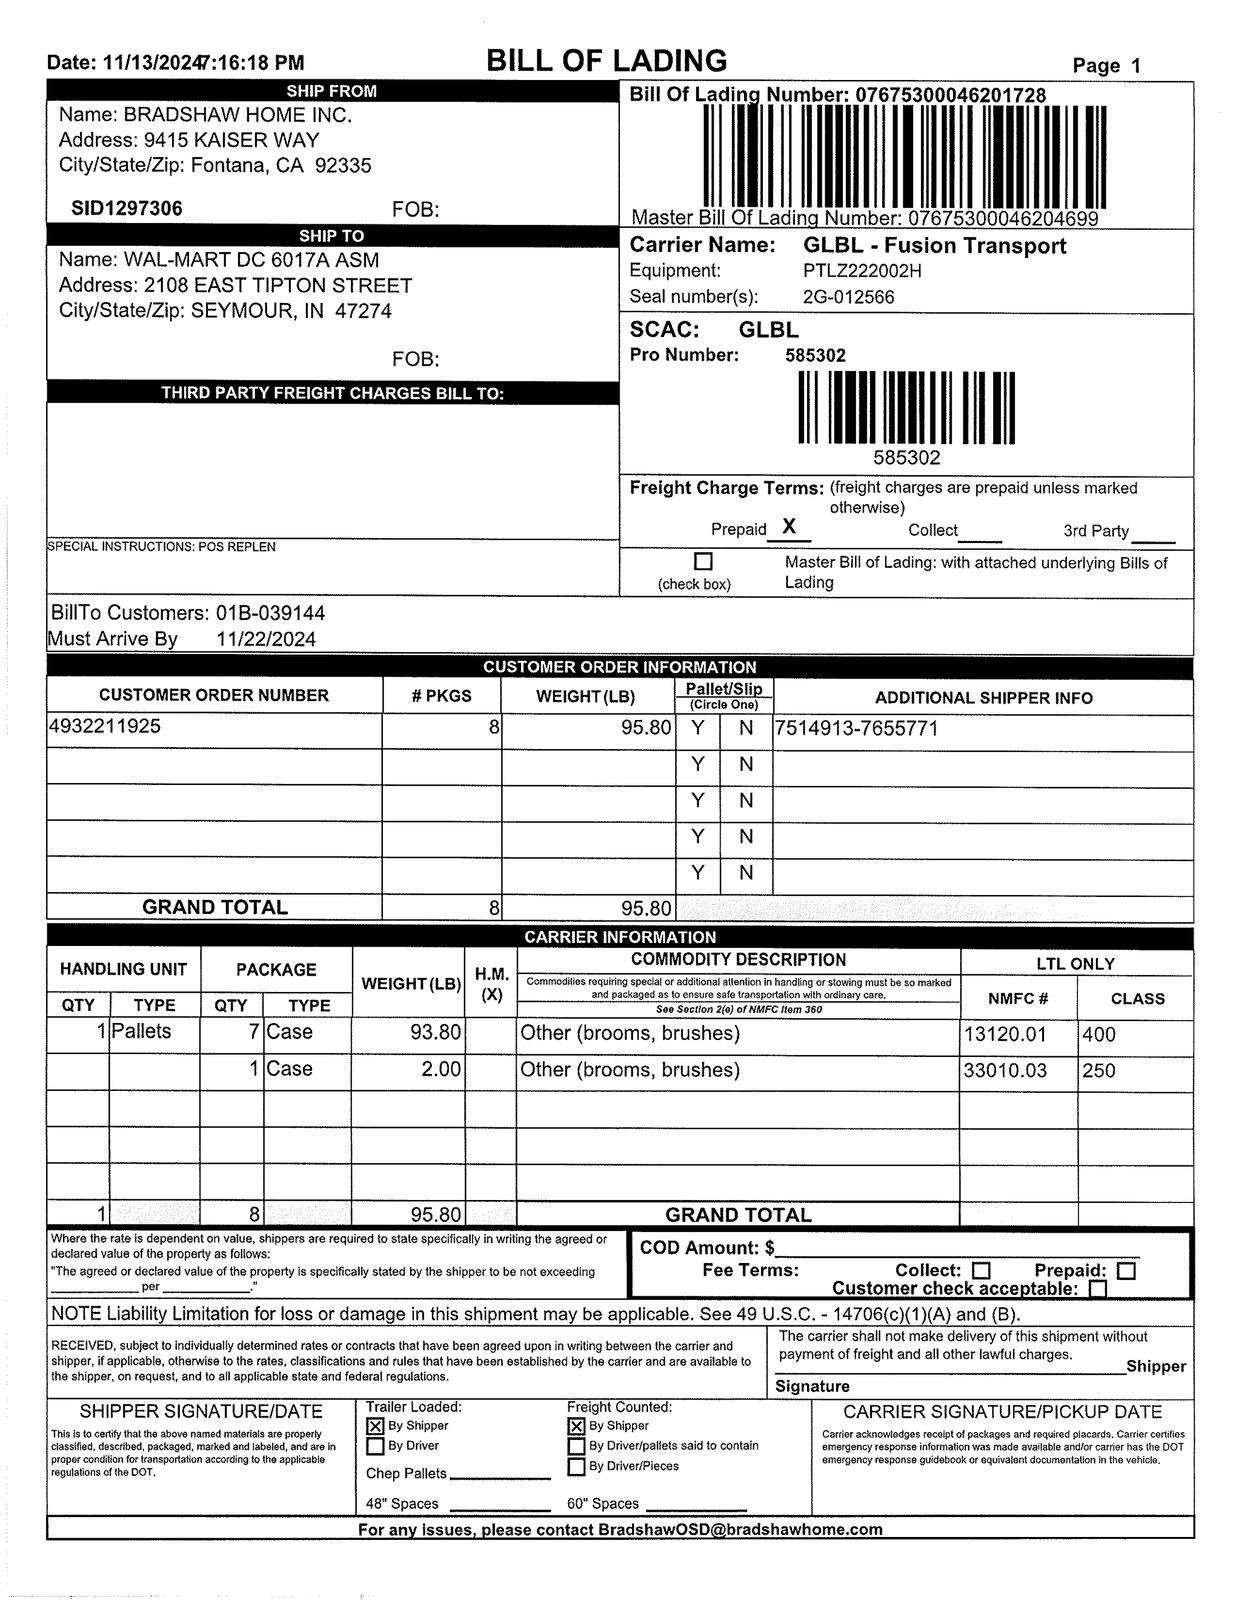 Date: 11/13/2024 7:16:18 PM
BILL OF LADING
Page 1
SHIP FROM
Name: BRADSHAW HOME INC.
Address: 9415 KAISER WAY
City/State/Zip: Fontana, CA 92335
SID1297306 FOB:
Bill Of Lading Number: 07675300046201728
Master Bill Of Lading Number: 07675300046204699
SHIP TO
Name: WAL-MART DC 6017A ASM
Address: 2108 EAST TIPTON STREET
City/State/Zip: SEYMOUR, IN 47274
FOB:
Carrier Name: GLBL - Fusion Transport
Equipment: PTLZ222002H
Seal number(s): 2G-012566
SCAC: GLBL
Pro Number: 585302
585302
THIRD PARTY FREIGHT CHARGES BILL TO:
SPECIAL INSTRUCTIONS: POS REPLEN
Freight Charge Terms: (freight charges are prepaid unless marked
otherwise)
Prepaid X Collect 3rd Party
(check box)
Master Bill of Lading: with attached underlying Bills of
Lading
BillTo Customers: 01B-039144
Must Arrive By 11/22/2024
CUSTOMER ORDER INFORMATION
CUSTOMER ORDER NUMBER # PKGS WEIGHT(LB) Pallet/Slip (Circle One) ADDITIONAL SHIPPER INFO
4932211925 8 95.80 Y N 7514913-7655771
Y N
Y N
Y N
Y N
GRAND TOTAL 8 95.80
CARRIER INFORMATION
HANDLING UNIT PACKAGE WEIGHT(LB) H.M. (X) COMMODITY DESCRIPTION LTL ONLY
Commodities requiring special or additional attention in handling or stowing must be so marked
and packaged as to ensure safe transportation with ordinary care.
See Section 2(e) of NMFC Item 360
QTY TYPE QTY TYPE NMFC # CLASS
1 Pallets 7 Case 93.80 Other (brooms, brushes) 13120.01 400
1 Case 2.00 Other (brooms, brushes) 33010.03 250
1 8 95.80 GRAND TOTAL
Where the rate is dependent on value, shippers are required to state specifically in writing the agreed or
declared value of the property as follows:
"The agreed or declared value of the property is specifically stated by the shipper to be not exceeding
per ."
COD Amount: $
Fee Terms: Collect: Prepaid:
Customer check acceptable:
NOTE Liability Limitation for loss or damage in this shipment may be applicable. See 49 U.S.C. - 14706(c)(1)(A) and (B).
RECEIVED, subject to individually determined rates or contracts that have been agreed upon in writing between the carrier and
shipper, if applicable, otherwise to the rates, classifications and rules that have been established by the carrier and are available to
the shipper, on request, and to all applicable state and federal regulations.
The carrier shall not make delivery of this shipment without
payment of freight and all other lawful charges.
Shipper
Signature
SHIPPER SIGNATURE/DATE
This is to certify that the above named materials are properly
classified, described, packaged, marked and labeled, and are in
proper condition for transportation according to the applicable
regulations of the DOT.
Trailer Loaded:
X By Shipper
By Driver
Chep Pallets
48" Spaces
Freight Counted:
X By Shipper
By Driver/pallets said to contain
By Driver/Pieces
60" Spaces
CARRIER SIGNATURE/PICKUP DATE
Carrier acknowledges receipt of packages and required placards. Carrier certifies
emergency response information was made available and/or carrier has the DOT
emergency response guidebook or equivalent documentation in the vehicle.
For any issues, please contact BradshawOSD@bradshawhome.com